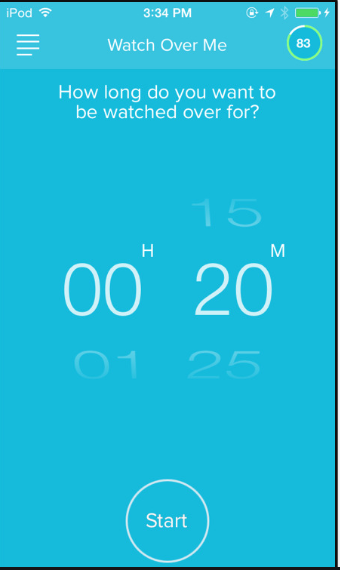 iPod 3:34 PM
Watch Over Me 83
How long do you want to
be watched over for?
15
H M
00 20
01 25
Start